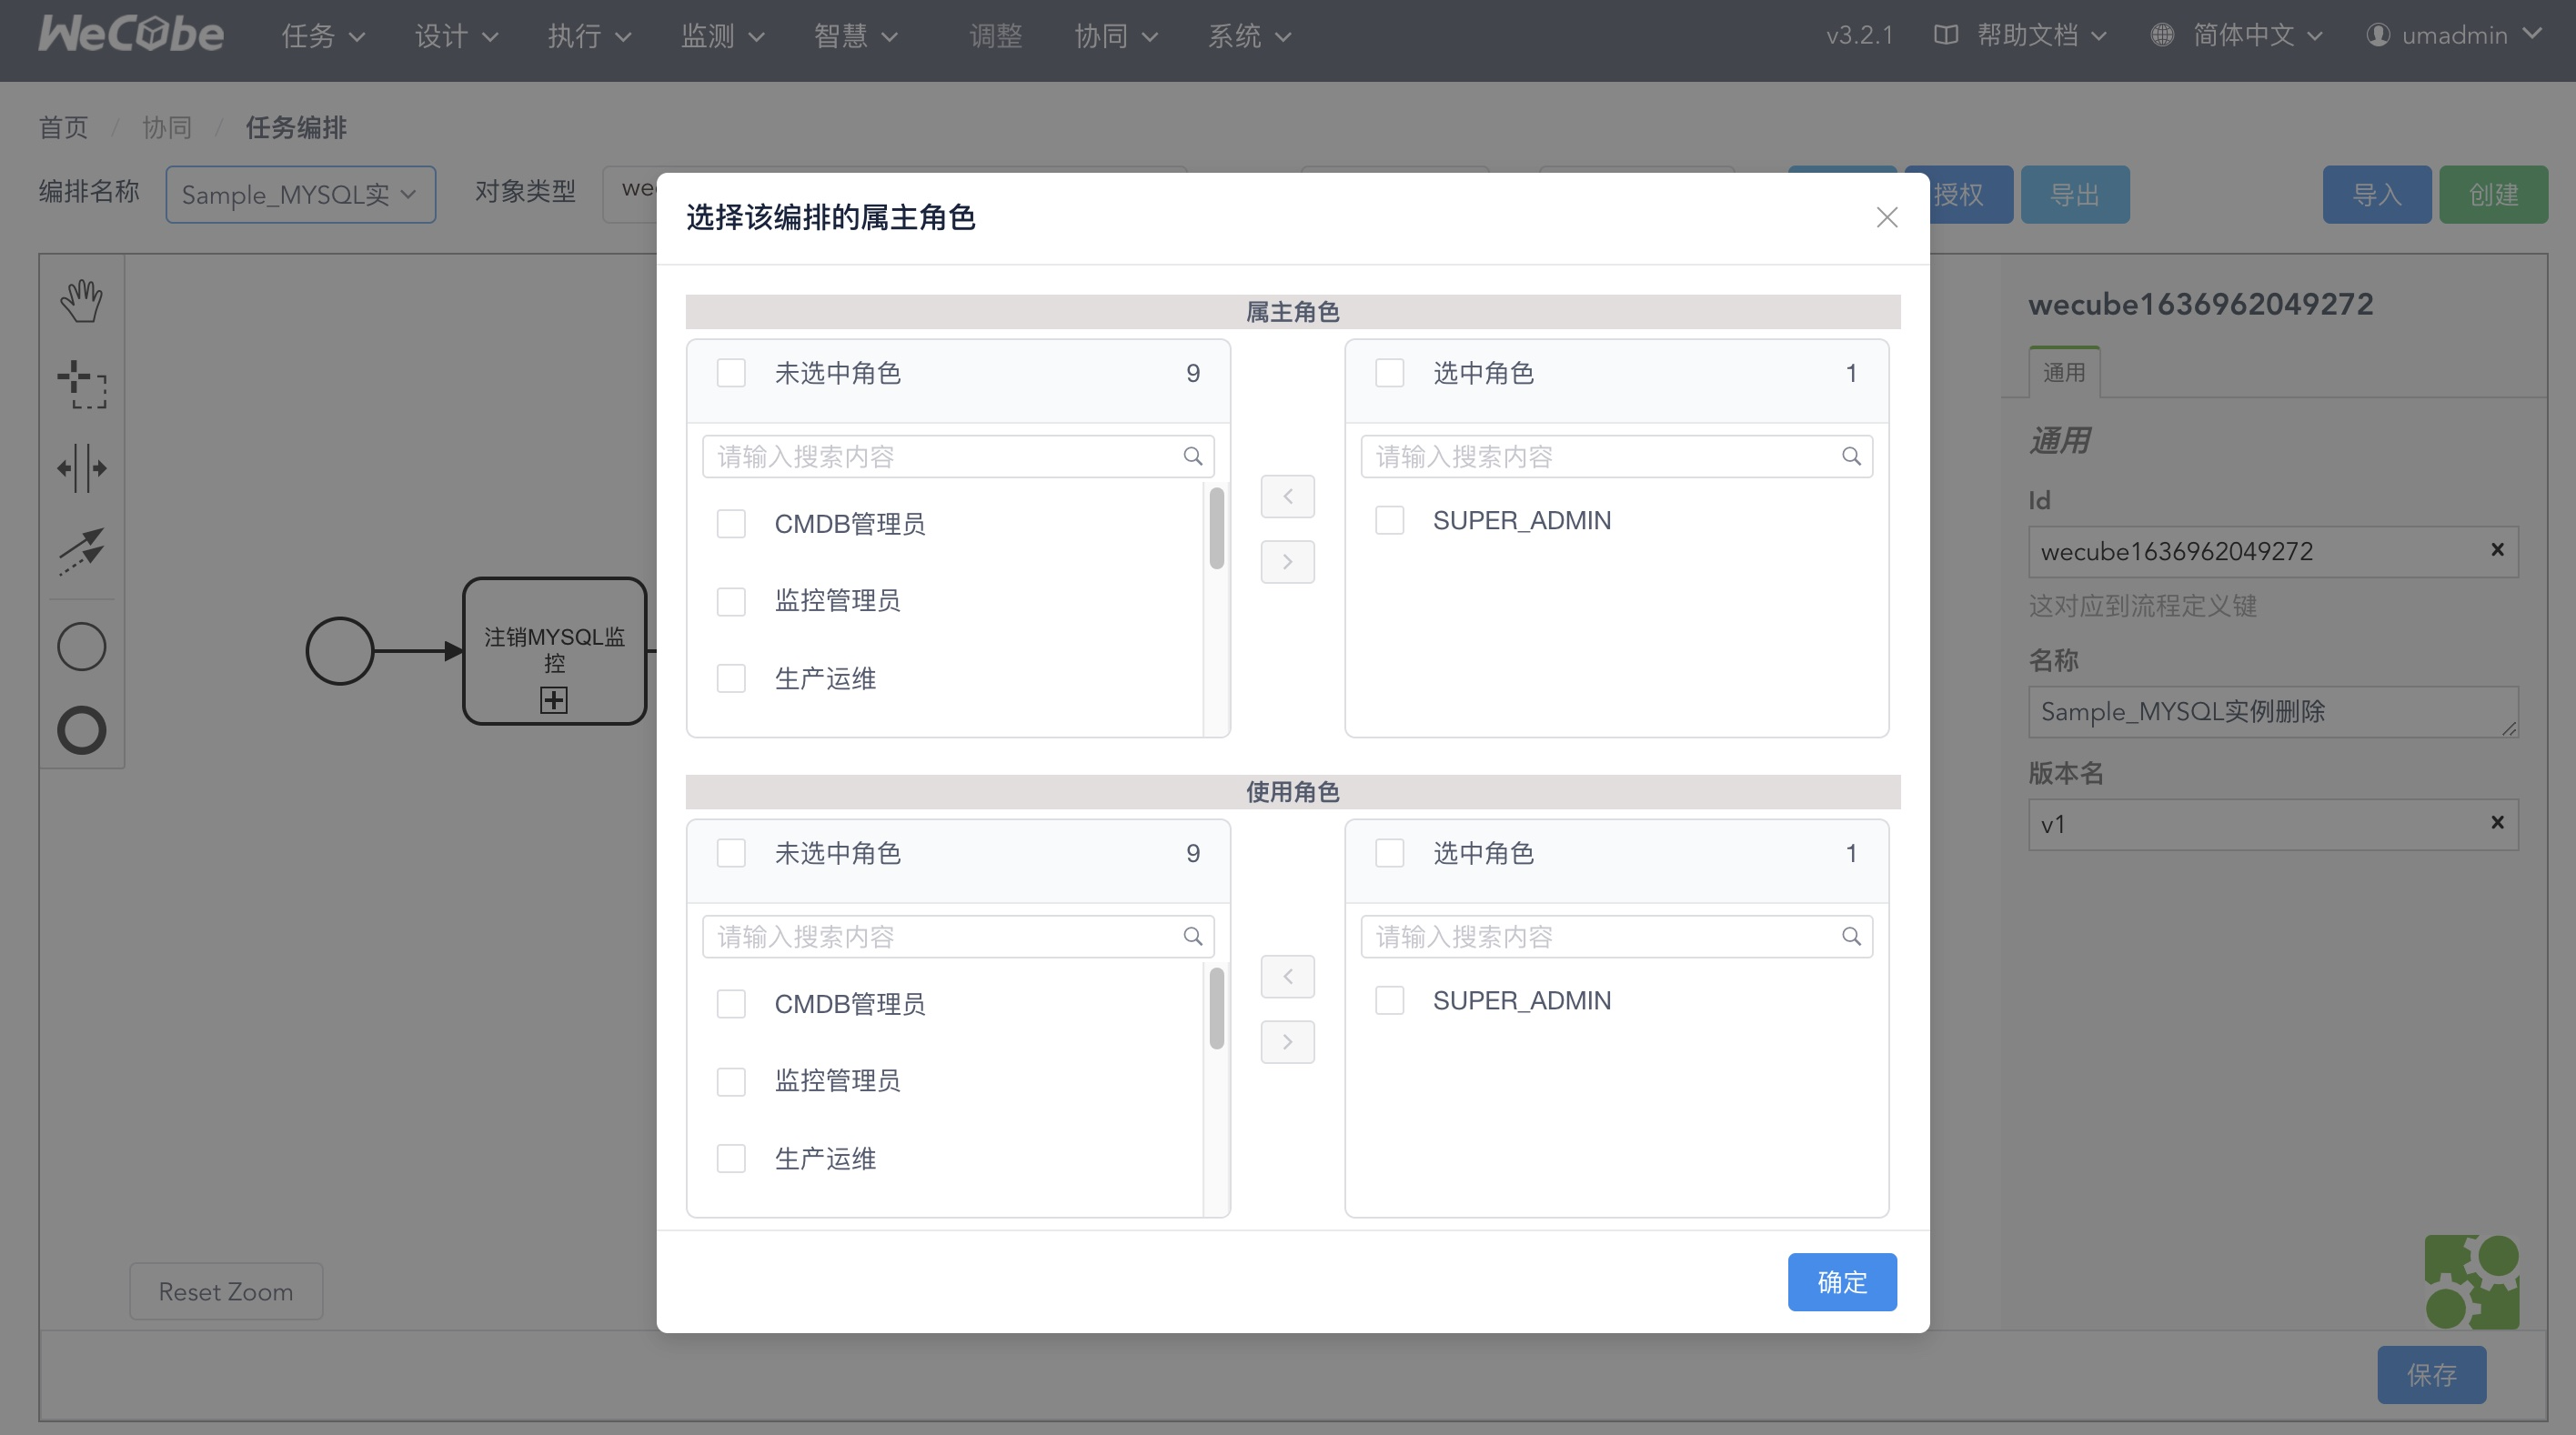 WeCube
任务
设计
执行
监测
智慧
调整
协同
系统
v3.2.1
帮助文档
简体中文
umadmin
首页 / 协同 / 任务编排
编排名称
Sample_MYSQL实
对象类型
授权
导出
导入
创建
选择该编排的属主角色
属主角色
未选中角色 9
请输入搜索内容
CMDB管理员
监控管理员
生产运维
选中角色 1
请输入搜索内容
SUPER_ADMIN
使用角色
未选中角色 9
请输入搜索内容
CMDB管理员
监控管理员
生产运维
选中角色 1
请输入搜索内容
SUPER_ADMIN
确定
注销MYSQL监
控
Reset Zoom
wecube1636962049272
通用
通用
Id
wecube1636962049272
这对应到流程定义键
名称
Sample_MYSQL实例删除
版本名
v1
保存